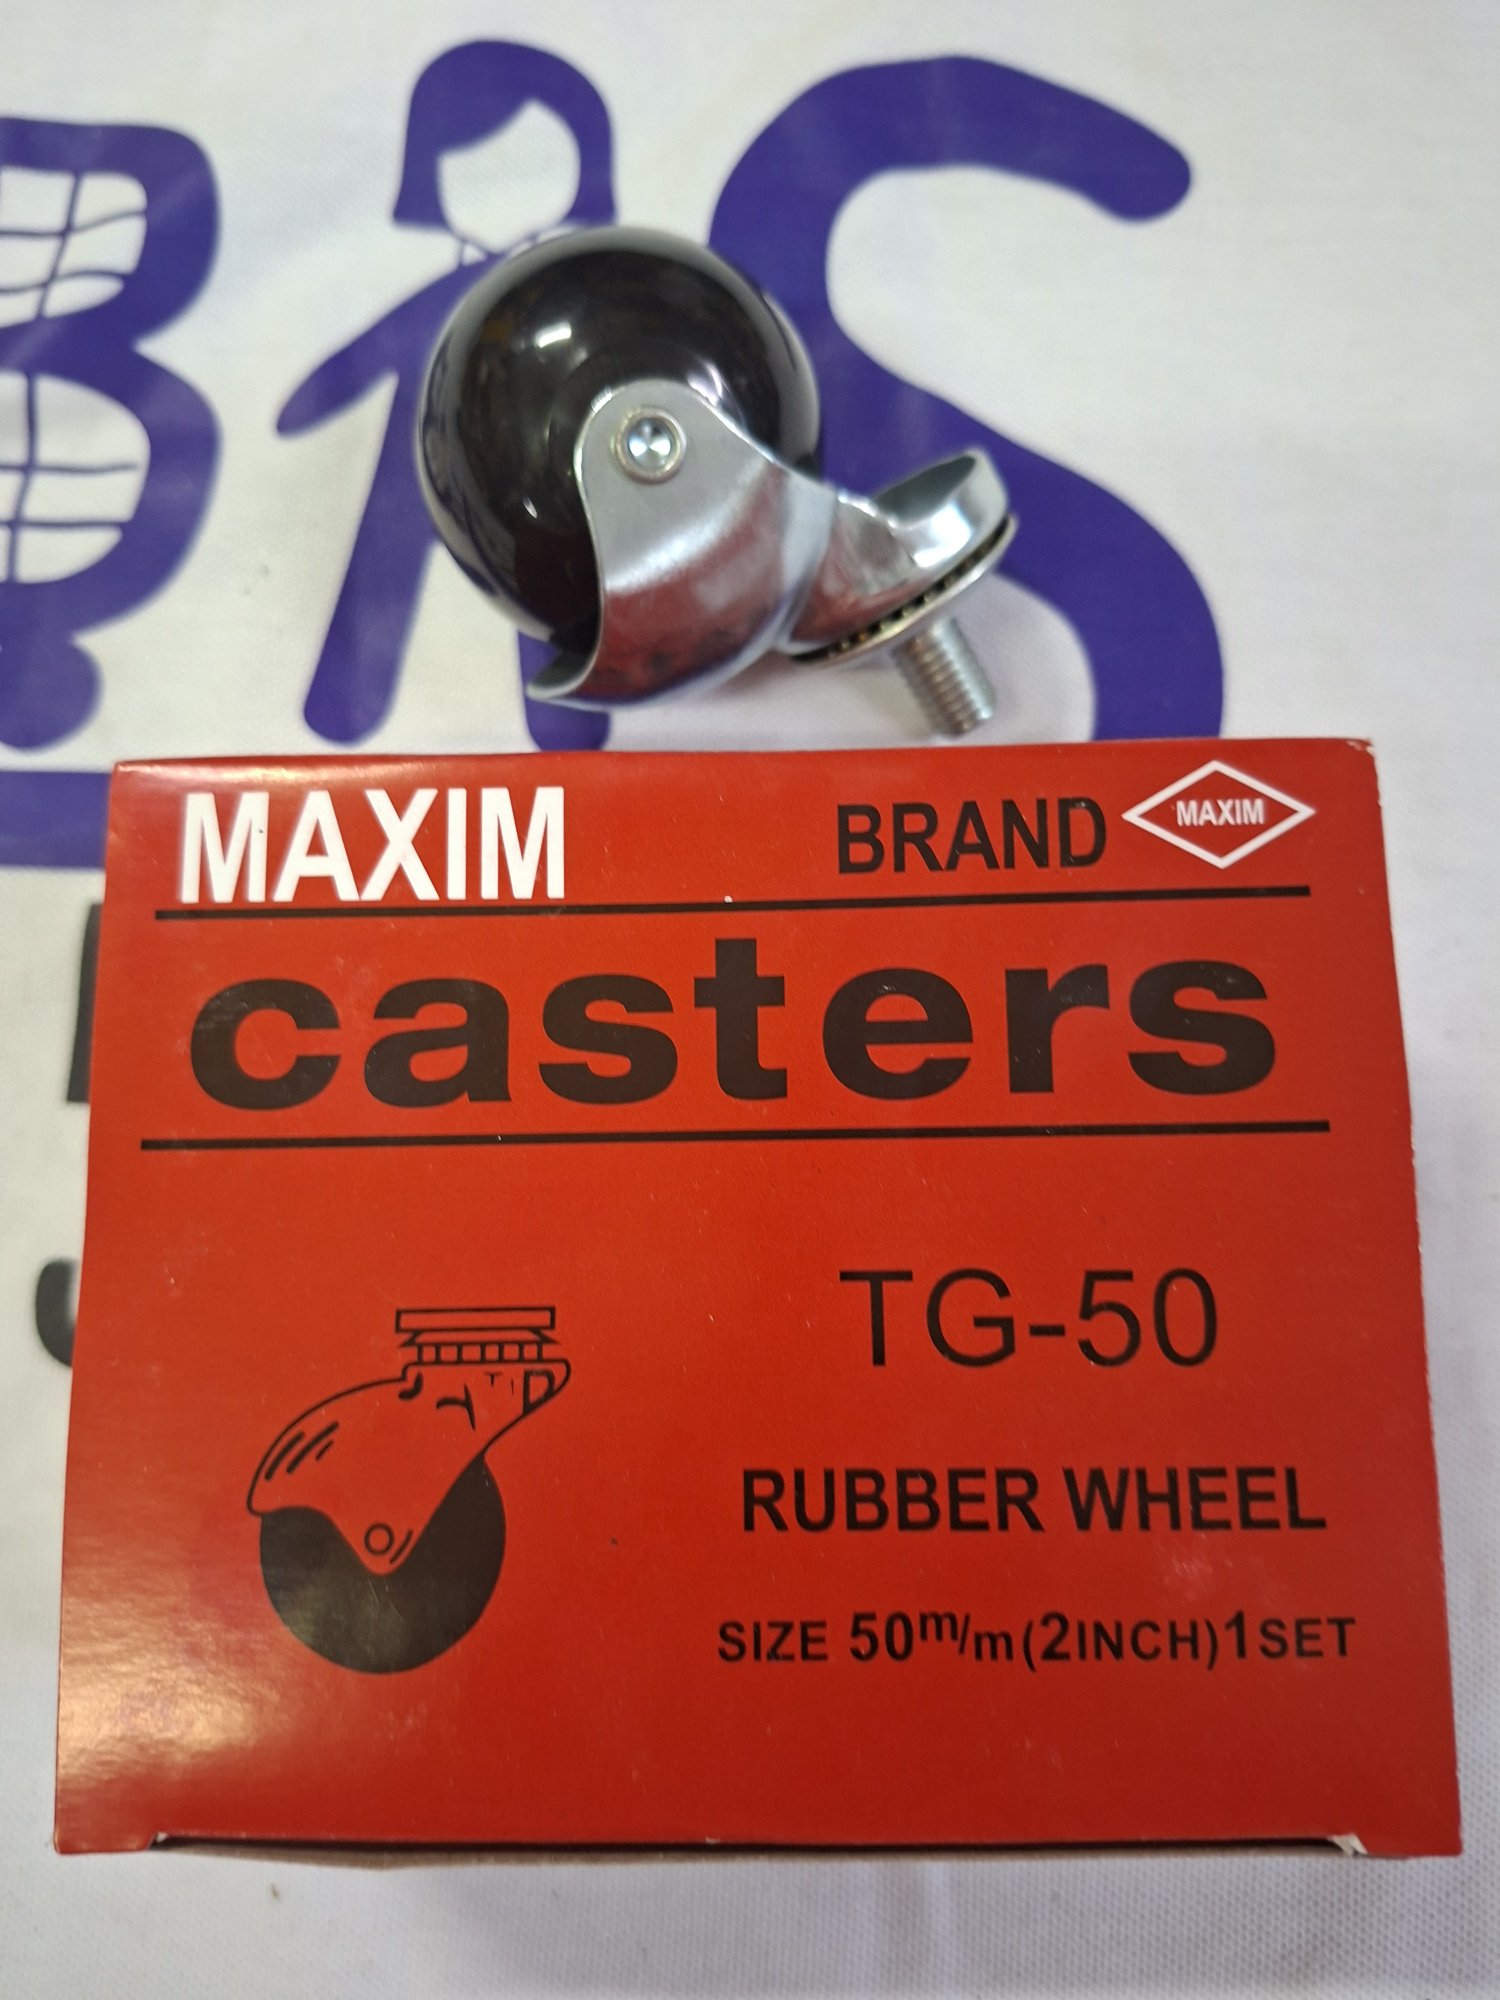 MAXIM BRAND MAXIM
casters
TG-50
RUBBER WHEEL
SIZE 50m/m(2INCH)1SET